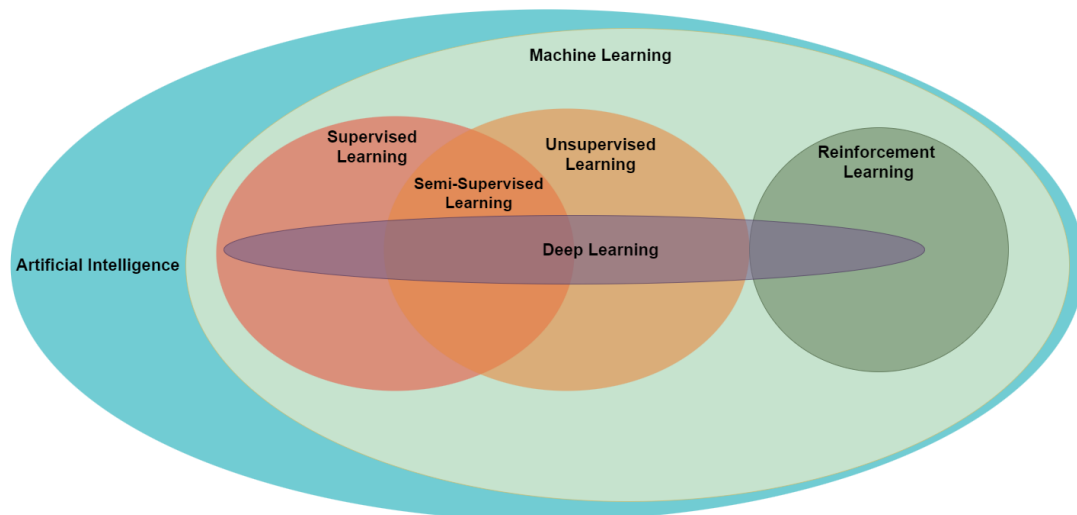 Machine Learning
Supervised
Learning
Unsupervised
Learning
Reinforcement
Learning
Semi-Supervised
Learning
Deep Learning
Artificial Intelligence